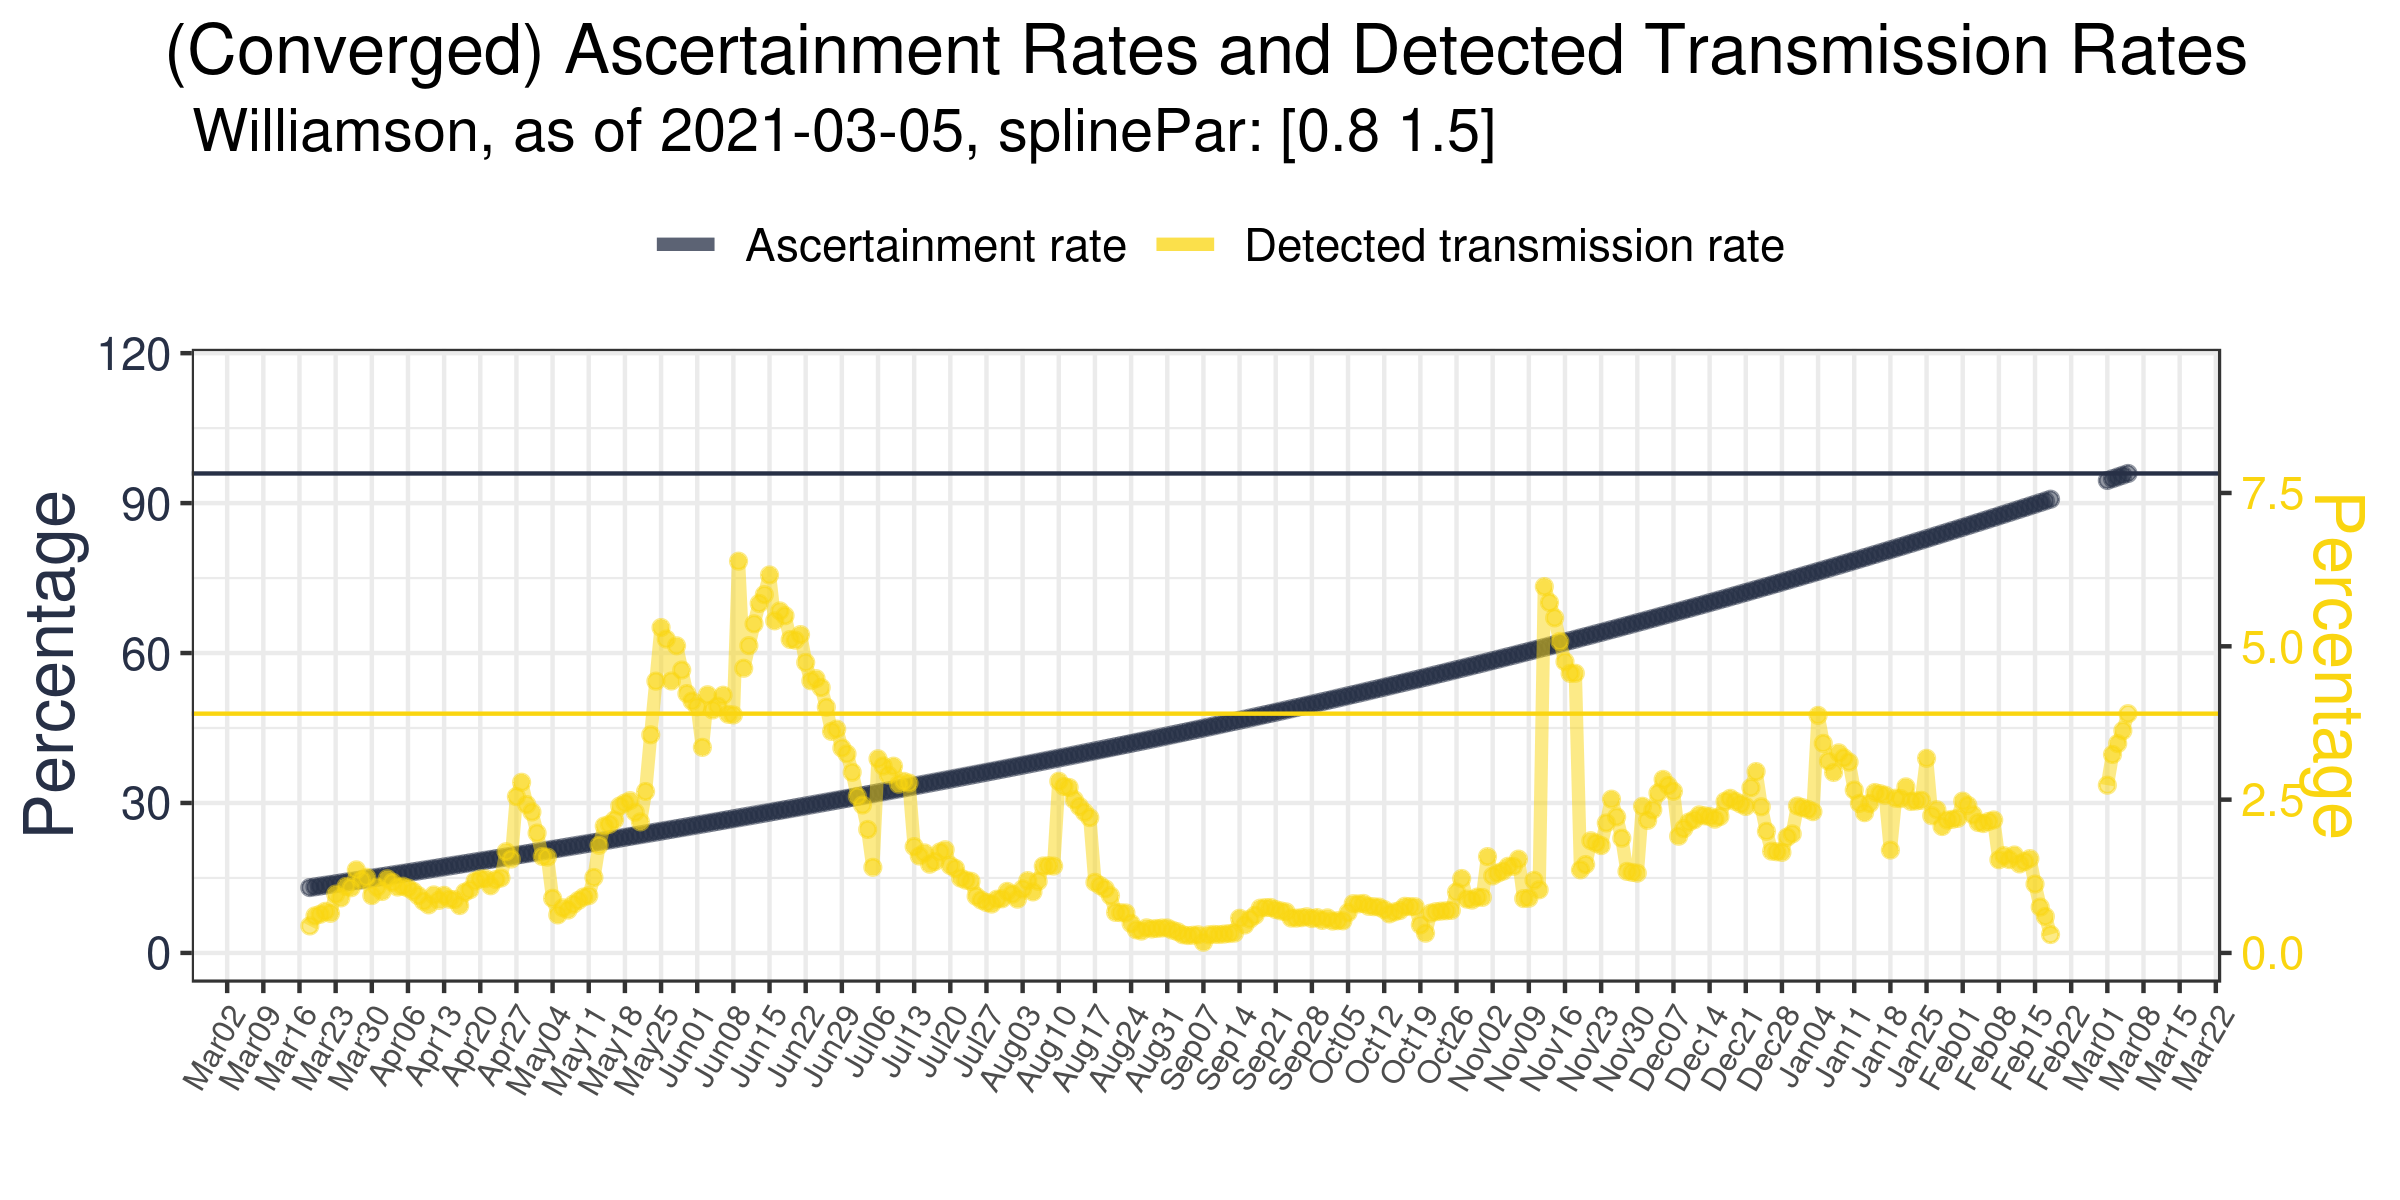 (Converged) Ascertainment Rates and Detected Transmission Rates
Williamson, as of 2021-03-05, splinePar: [0.8 1.5]
Ascertainment rate
Detected transmission rate
Percentage
120
90
60
30
0
7.5
5.0
2.5
0.0
Percentage
Mar02
Mar09
Mar16
Mar23
Mar30
Apr06
Apr13
Apr20
Apr27
May04
May11
May18
May25
Jun01
Jun08
Jun15
Jun22
Jun29
Jul06
Jul13
Jul20
Jul27
Aug03
Aug10
Aug17
Aug24
Aug31
Sep07
Sep14
Sep21
Sep28
Oct05
Oct12
Oct19
Oct26
Nov02
Nov09
Nov16
Nov23
Nov30
Dec07
Dec14
Dec21
Dec28
Jan04
Jan11
Jan18
Jan25
Feb01
Feb08
Feb15
Feb22
Mar01
Mar08
Mar15
Mar22